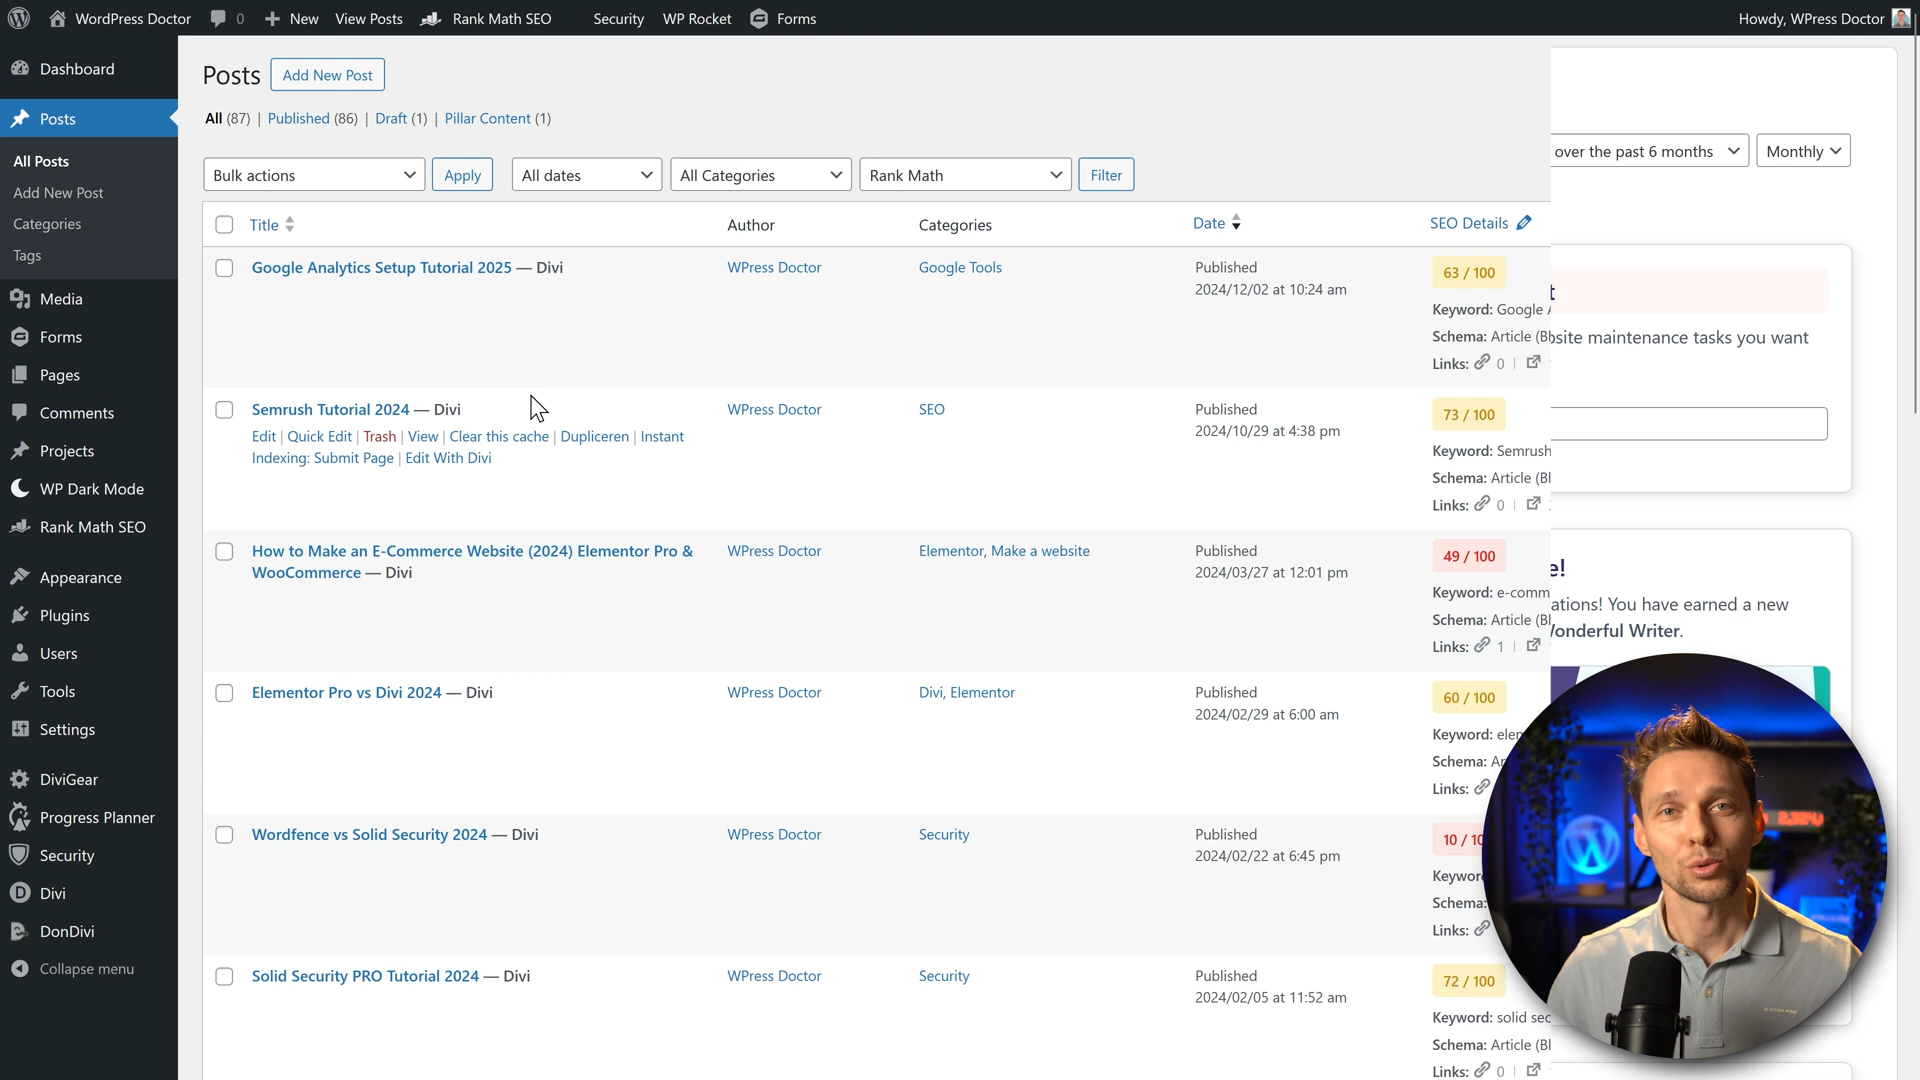 WordPress Doctor 0 New View Posts Rank Math SEO Security WP Rocket Forms Howdy, WPress Doctor
Dashboard
Posts
All Posts
Add New Post
Categories
Tags
Media
Forms
Pages
Comments
Projects
WP Dark Mode
Rank Math SEO
Appearance
Plugins
Users
Tools
Settings
DiviGear
Progress Planner
Security
Divi
DonDivi
Collapse menu
Posts Add New Post
All (87) | Published (86) | Draft (1) | Pillar Content (1)
Bulk actions Apply All dates All Categories Rank Math Filter
Title Author Categories Date SEO Details
Google Analytics Setup Tutorial 2025 — Divi WPress Doctor Google Tools Published 63 / 100
2024/12/02 at 10:24 am
Keyword: Google
Schema: Article (Bl
Links: 0 |
Semrush Tutorial 2024 — Divi WPress Doctor SEO Published 73 / 100
2024/10/29 at 4:38 pm
Edit | Quick Edit | Trash | View | Clear this cache | Dupliceren | Instant
Indexing: Submit Page | Edit With Divi
Keyword: Semrush
Schema: Article (Bl
Links: 0 |
How to Make an E-Commerce Website (2024) Elementor Pro & WPress Doctor Elementor, Make a website Published 49 / 100
WooCommerce — Divi 2024/03/27 at 12:01 pm
Keyword: e-comm
Schema: Article (Bl
Links: 1 |
Elementor Pro vs Divi 2024 — Divi WPress Doctor Divi, Elementor Published 60 / 100
2024/02/29 at 6:00 am
Keyword: elem
Schema: Ar
Links:
Wordfence vs Solid Security 2024 — Divi WPress Doctor Security Published 10 / 10
2024/02/22 at 6:45 pm
Keywor
Schema:
Links:
Solid Security PRO Tutorial 2024 — Divi WPress Doctor Security Published 72 / 100
2024/02/05 at 11:52 am
Keyword: solid sec
Schema: Article (Bl
Links: 0 |
over the past 6 months Monthly
t
site maintenance tasks you want
e!
ations! You have earned a new
onderful Writer.